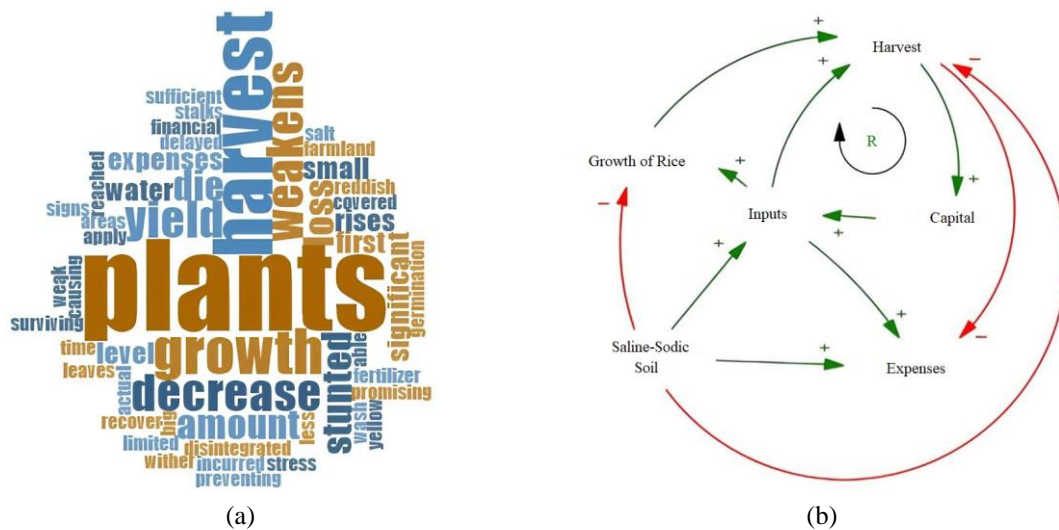 harvest
weakens
sufficient
stalks
financial
delayed
expenses
salt
farmland
small
reached
water
die
loss
reddish
covered
rises
signs
areas
apply
yield
first
plants
significant
germination
weak
causing
surviving
time
level
leaves
growth
able
stunted
fertilizer
promising
actual
decrease
wash
yellow
recover
big
amount
less
limited
disintegrated
wither
incurred
stress
preventing
(a)
+
Harvest
−
+
R
Growth of Rice
+
+
−
Inputs
Capital
+
+
+
−
Saline-Sodic
Soil
+
Expenses
(b)